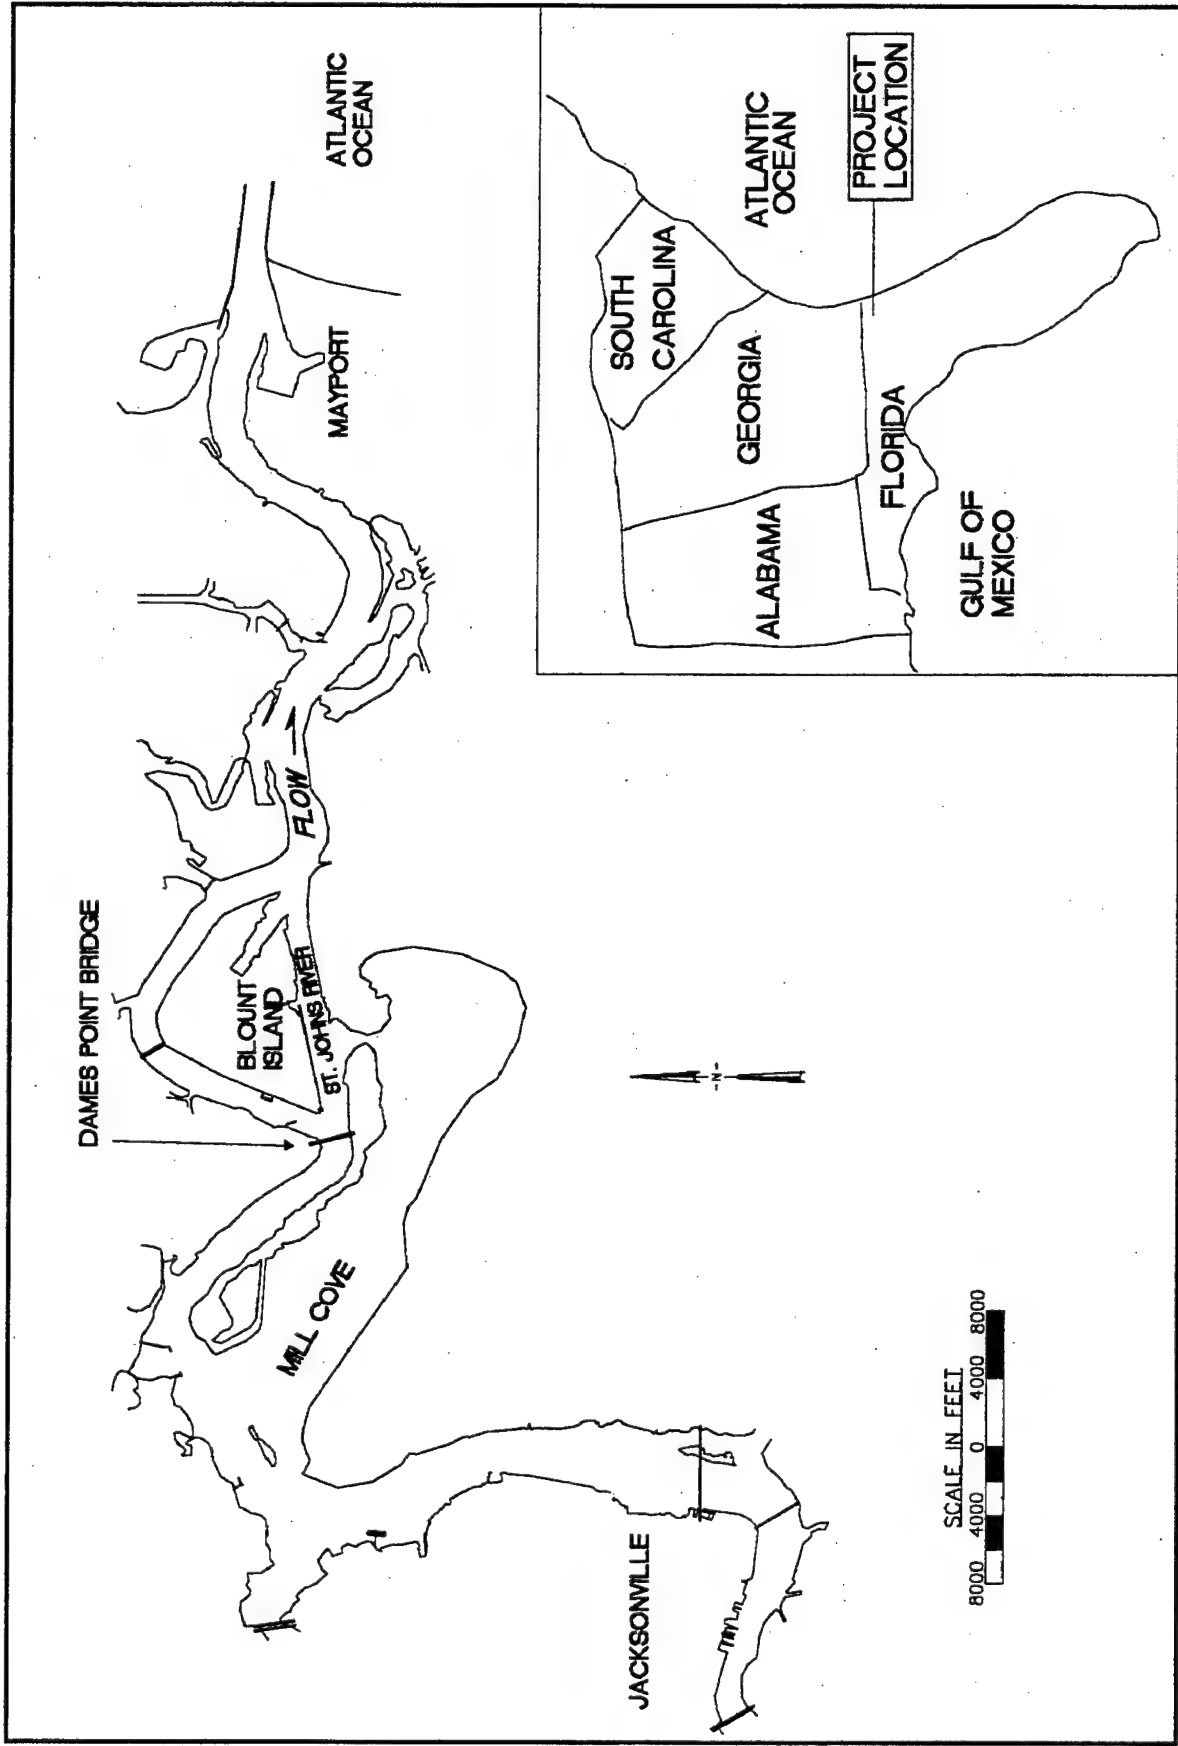 DAMES POINT BRIDGE
ATLANTIC
OCEAN
MAYPORT
FLOW
BLOUNT
ISLAND
ST. JOHNS RIVER
MILL COVE
JACKSONVILLE
-N-
SCALE IN FEET
8000 4000 0 4000 8000
SOUTH
CAROLINA
ATLANTIC
OCEAN
GEORGIA
ALABAMA
PROJECT
LOCATION
FLORIDA
GULF OF
MEXICO